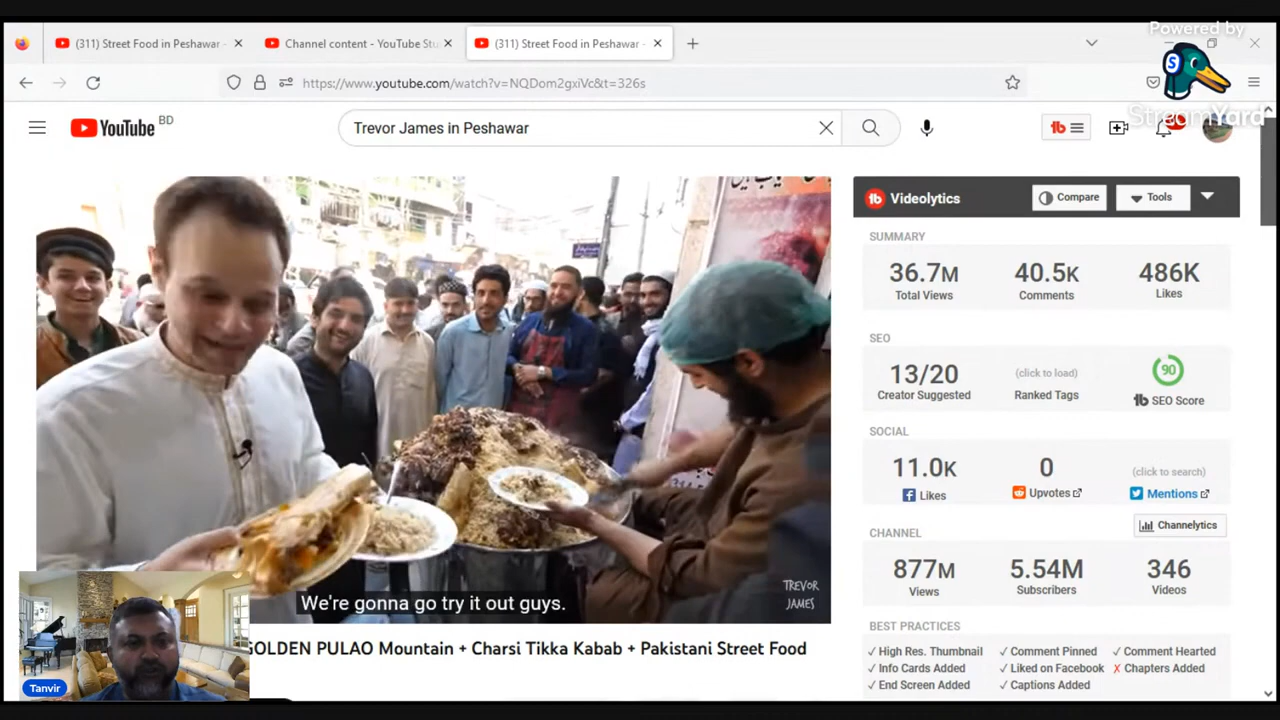 Powered by
StreamYard
(311) Street Food in Peshawar -
Channel content - YouTube Stu
(311) Street Food in Peshawar -
https://www.youtube.com/watch?v=NQDom2gxiVc&t=326s
YouTube BD
Trevor James in Peshawar
tb
Videolytics
Compare
Tools
SUMMARY
36.7M 40.5K 486K
Total Views Comments Likes
SEO
13/20 (click to load) 90
Creator Suggested Ranked Tags tb SEO Score
SOCIAL
11.0K 0 (click to search)
Likes Upvotes Mentions
CHANNEL
Channelytics
877M 5.54M 346
Views Subscribers Videos
BEST PRACTICES
✓ High Res. Thumbnail ✓ Comment Pinned ✓ Comment Hearted
✓ Info Cards Added ✓ Liked on Facebook ✗ Chapters Added
✓ End Screen Added ✓ Captions Added
We're gonna go try it out guys.
TREVOR
JAMES
GOLDEN PULAO Mountain + Charsi Tikka Kabab + Pakistani Street Food
Tanvir